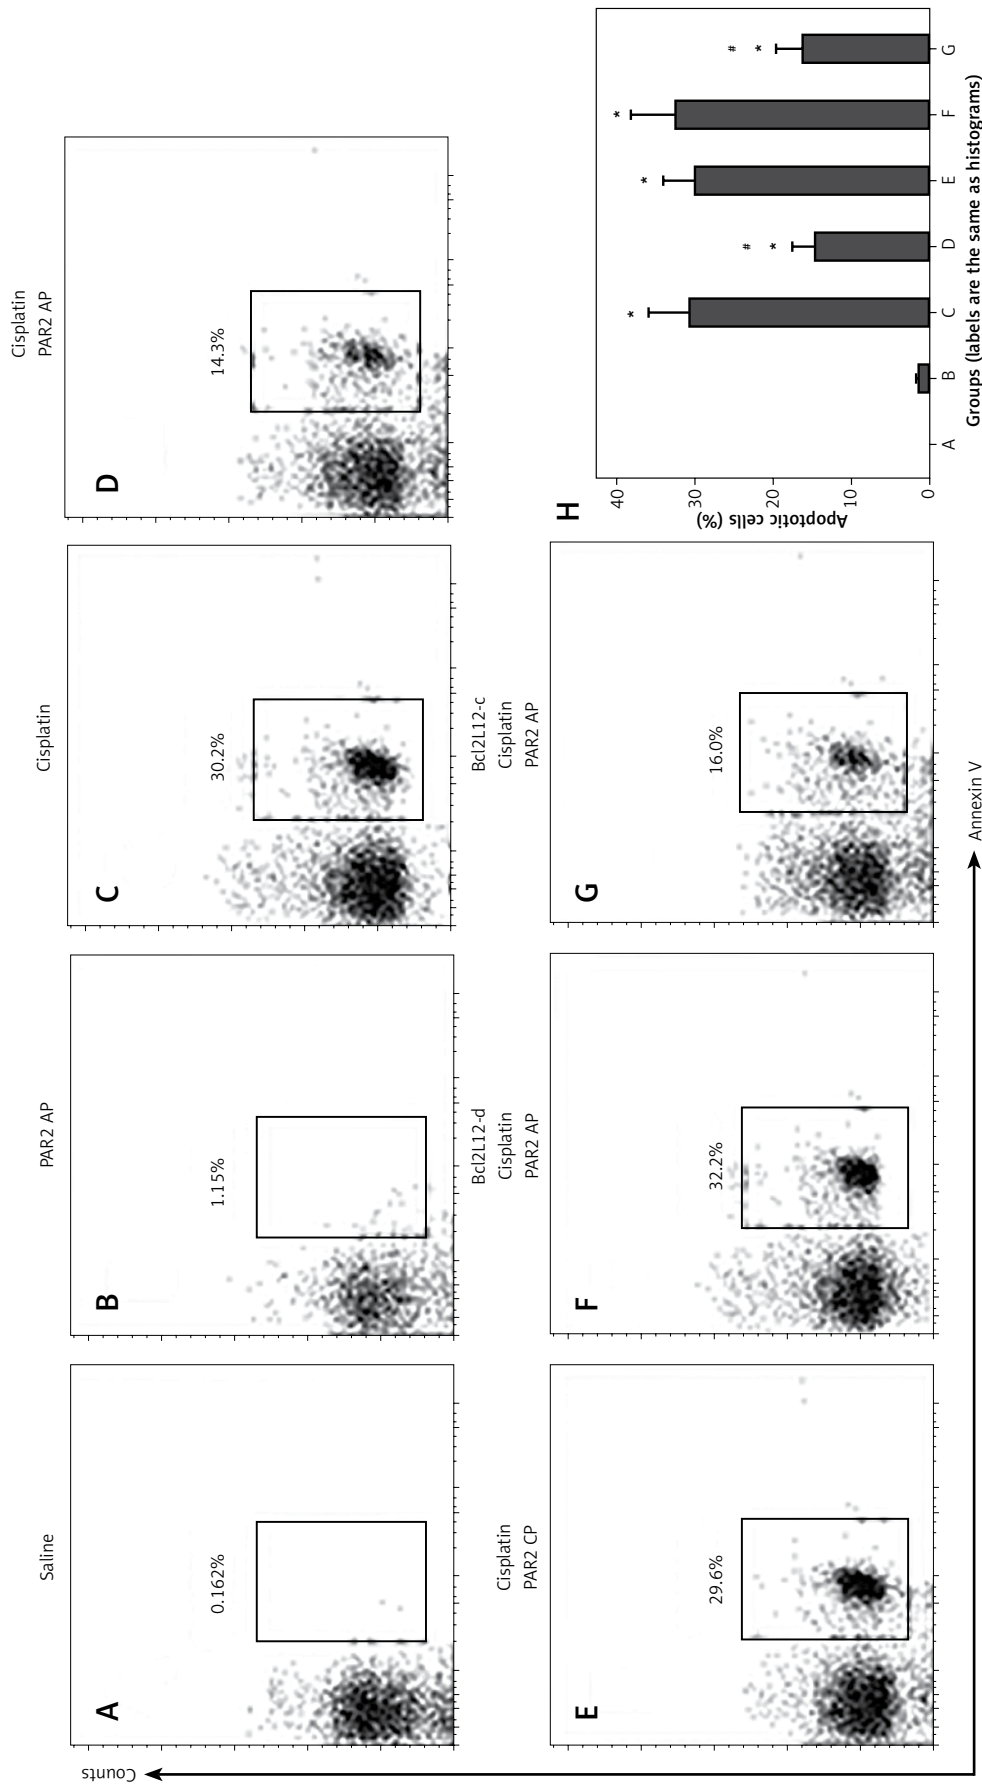 Saline
A
0.162%
PAR2 AP
B
1.15%
Cisplatin
C
30.2%
Cisplatin
PAR2 AP
D
14.3%
Cisplatin
PAR2 CP
E
29.6%
Bcl2L12-d
Cisplatin
PAR2 AP
F
32.2%
Bcl2L12-c
Cisplatin
PAR2 AP
G
16.0%
H
Apoptotic cells (%)
40
30
20
10
0
* # * * * # *
A B C D E F G
Groups (labels are the same as histograms)
Counts
Annexin V